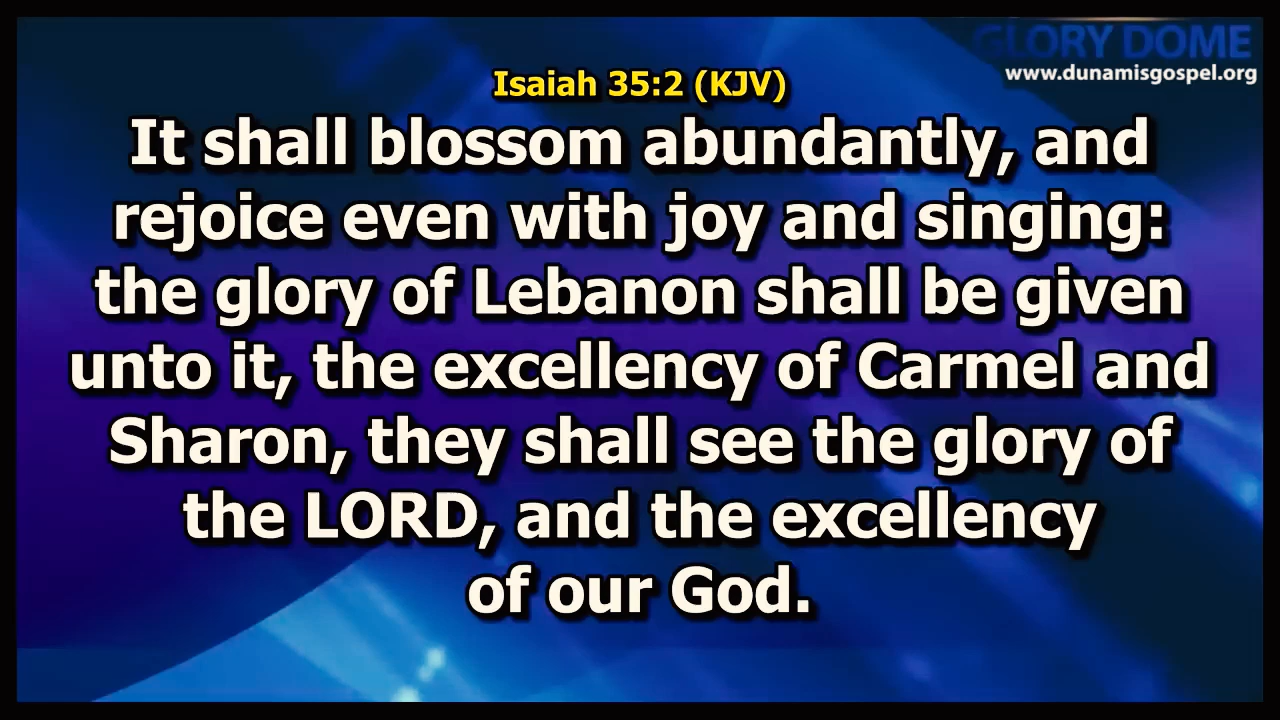 GLORY DOME
www.dunamisgospel.org
Isaiah 35:2 (KJV)
It shall blossom abundantly, and
rejoice even with joy and singing:
the glory of Lebanon shall be given
unto it, the excellency of Carmel and
Sharon, they shall see the glory of
the LORD, and the excellency
of our God.